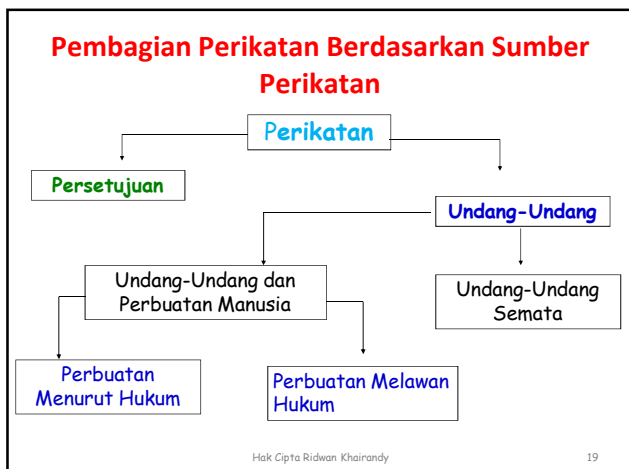 Pembagian Perikatan Berdasarkan Sumber
Perikatan
Perikatan
Persetujuan
Undang-Undang
Undang-Undang dan
Perbuatan Manusia
Undang-Undang
Semata
Perbuatan
Menurut Hukum
Perbuatan Melawan
Hukum
Hak Cipta Ridwan Khairandy
19